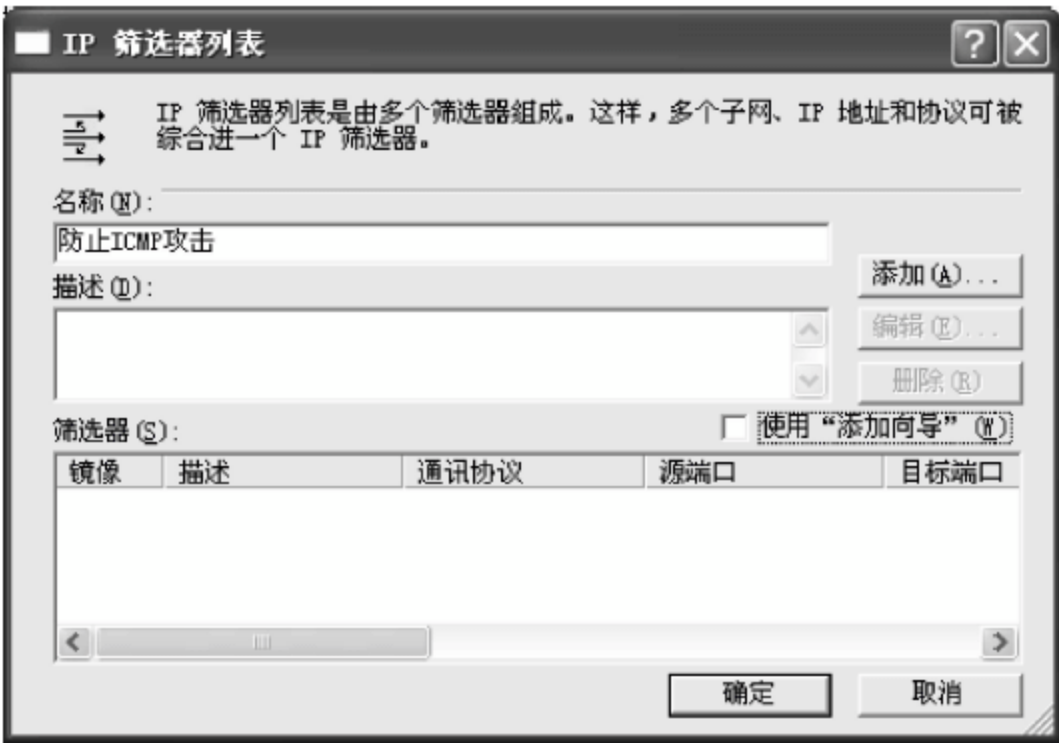 IP 筛选器列表
IP 筛选器列表是由多个筛选器组成。这样，多个子网、IP 地址和协议可被
综合进一个 IP 筛选器。
名称(N):
防止ICMP攻击
描述(D):
添加(A)...
编辑(E)...
删除(R)
筛选器(S):
使用“添加向导”(W)
镜像 描述 通讯协议 源端口 目标端口
确定 取消